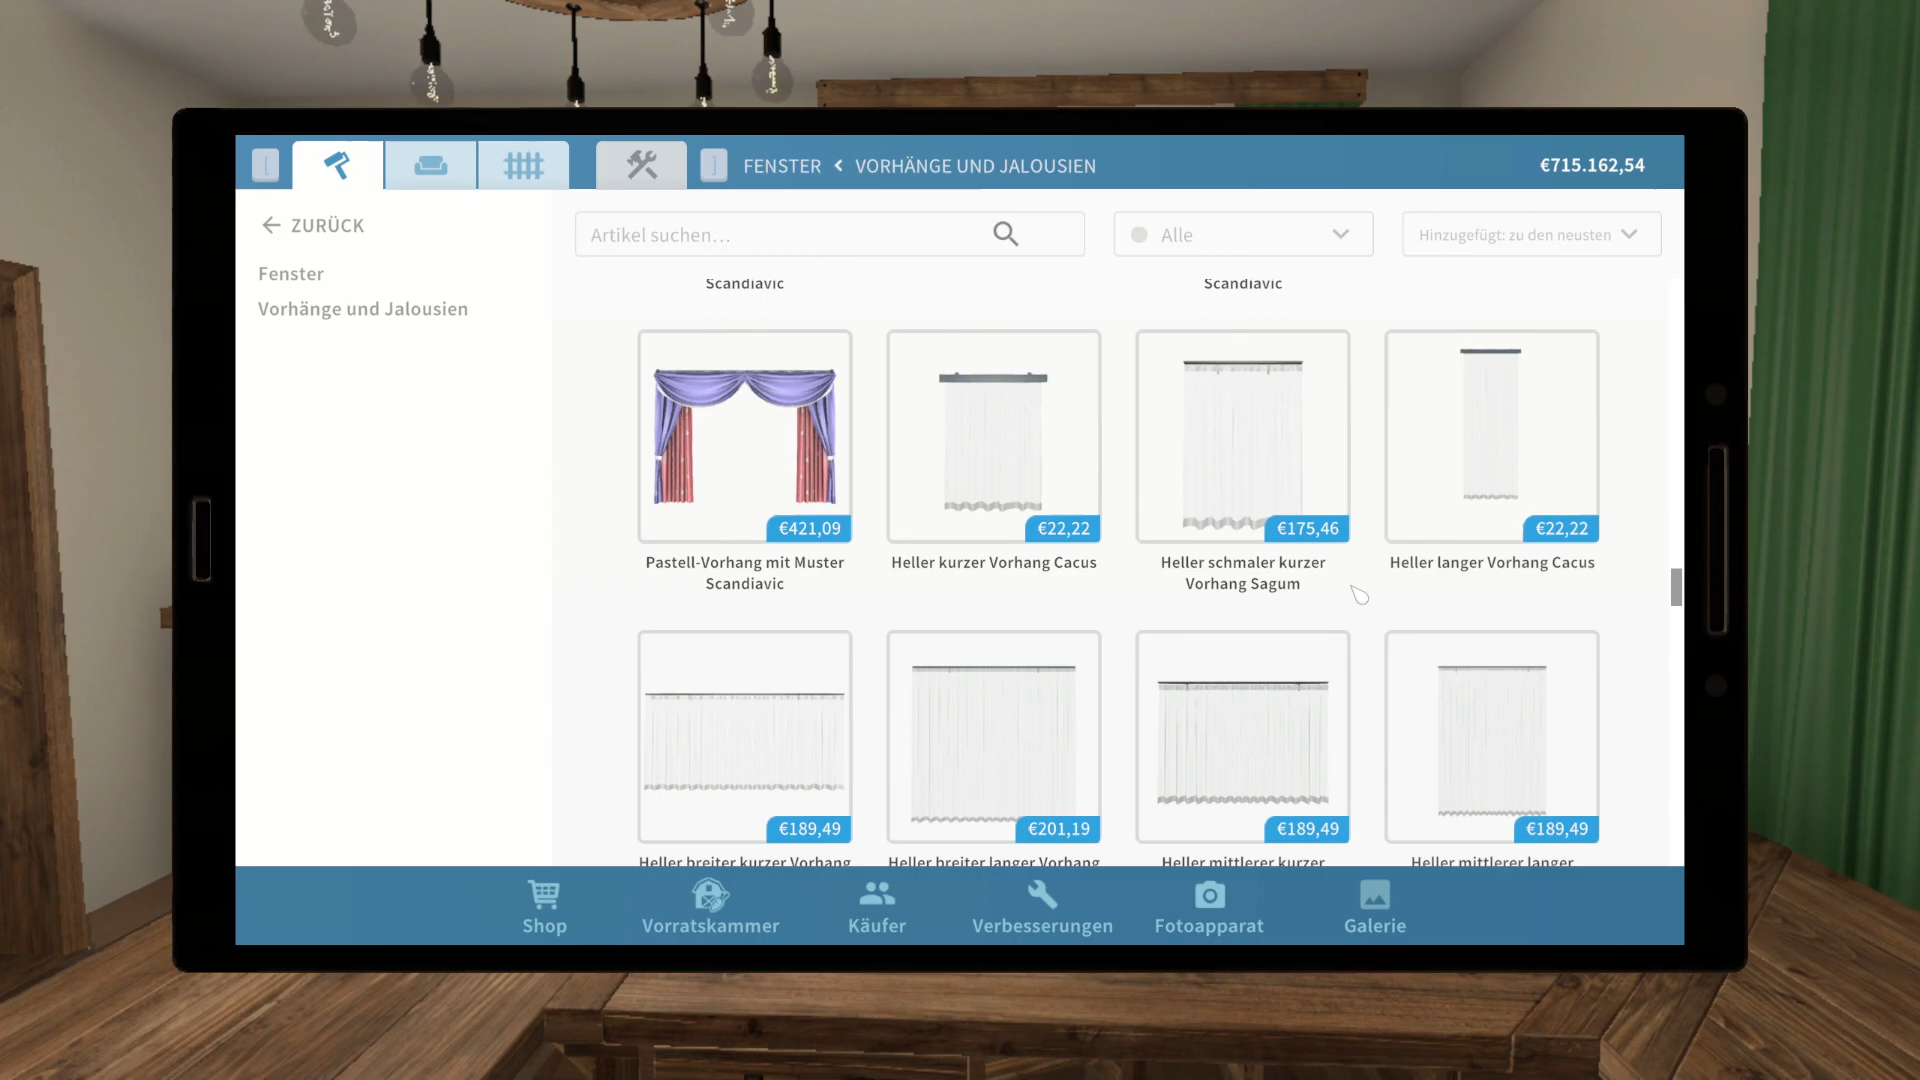 [
]
FENSTER < VORHÄNGE UND JALOUSIEN
€715.162,54
← ZURÜCK
Fenster
Vorhänge und Jalousien
Artikel suchen...
Alle
Hinzugefügt: zu den neusten
Scandiavic
Scandiavic
€421,09
€22,22
€175,46
€22,22
Pastell-Vorhang mit Muster
Scandiavic
Heller kurzer Vorhang Cacus
Heller schmaler kurzer
Vorhang Sagum
Heller langer Vorhang Cacus
€189,49
€201,19
€189,49
€189,49
Heller breiter kurzer Vorhang
Heller breiter langer Vorhang
Heller mittlerer kurzer
Heller mittlerer langer
Shop
Vorratskammer
Käufer
Verbesserungen
Fotoapparat
Galerie